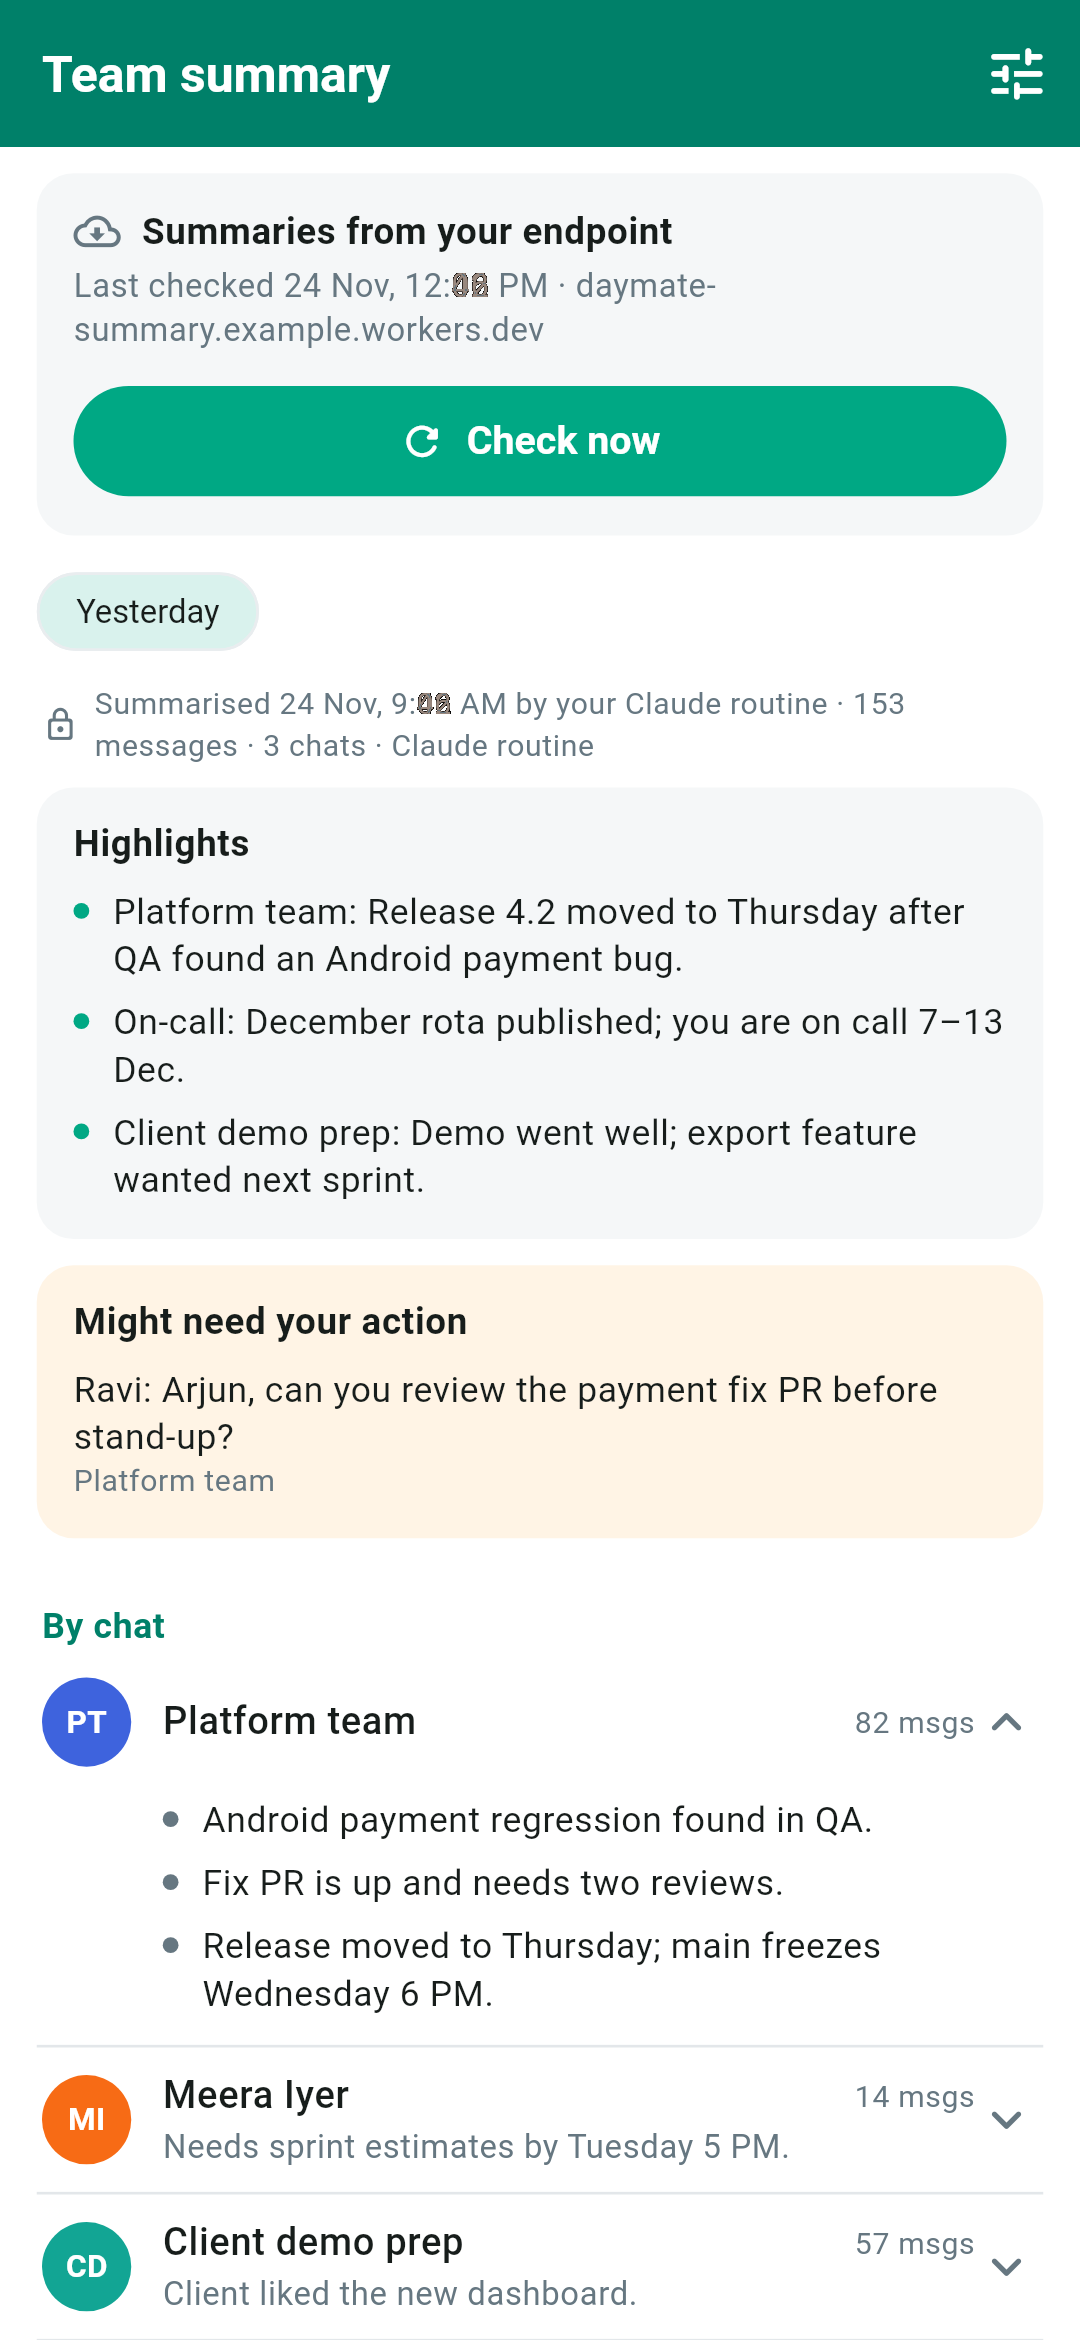 Team summary
Summaries from your endpoint
Last checked 24 Nov, PM · daymate-
summary.example.workers.dev
Check now
Yesterday
Summarised 24 Nov, AM by your Claude routine · 153
messages · 3 chats · Claude routine
Highlights
Platform team: Release 4.2 moved to Thursday after
QA found an Android payment bug.
On-call: December rota published; you are on call 7–13
Dec.
Client demo prep: Demo went well; export feature
wanted next sprint.
Might need your action
Ravi: Arjun, can you review the payment fix PR before
stand-up?
Platform team
By chat
PT
Platform team
82 msgs
Android payment regression found in QA.
Fix PR is up and needs two reviews.
Release moved to Thursday; main freezes
Wednesday 6 PM.
MI
Meera Iyer
14 msgs
Needs sprint estimates by Tuesday 5 PM.
CD
Client demo prep
57 msgs
Client liked the new dashboard.